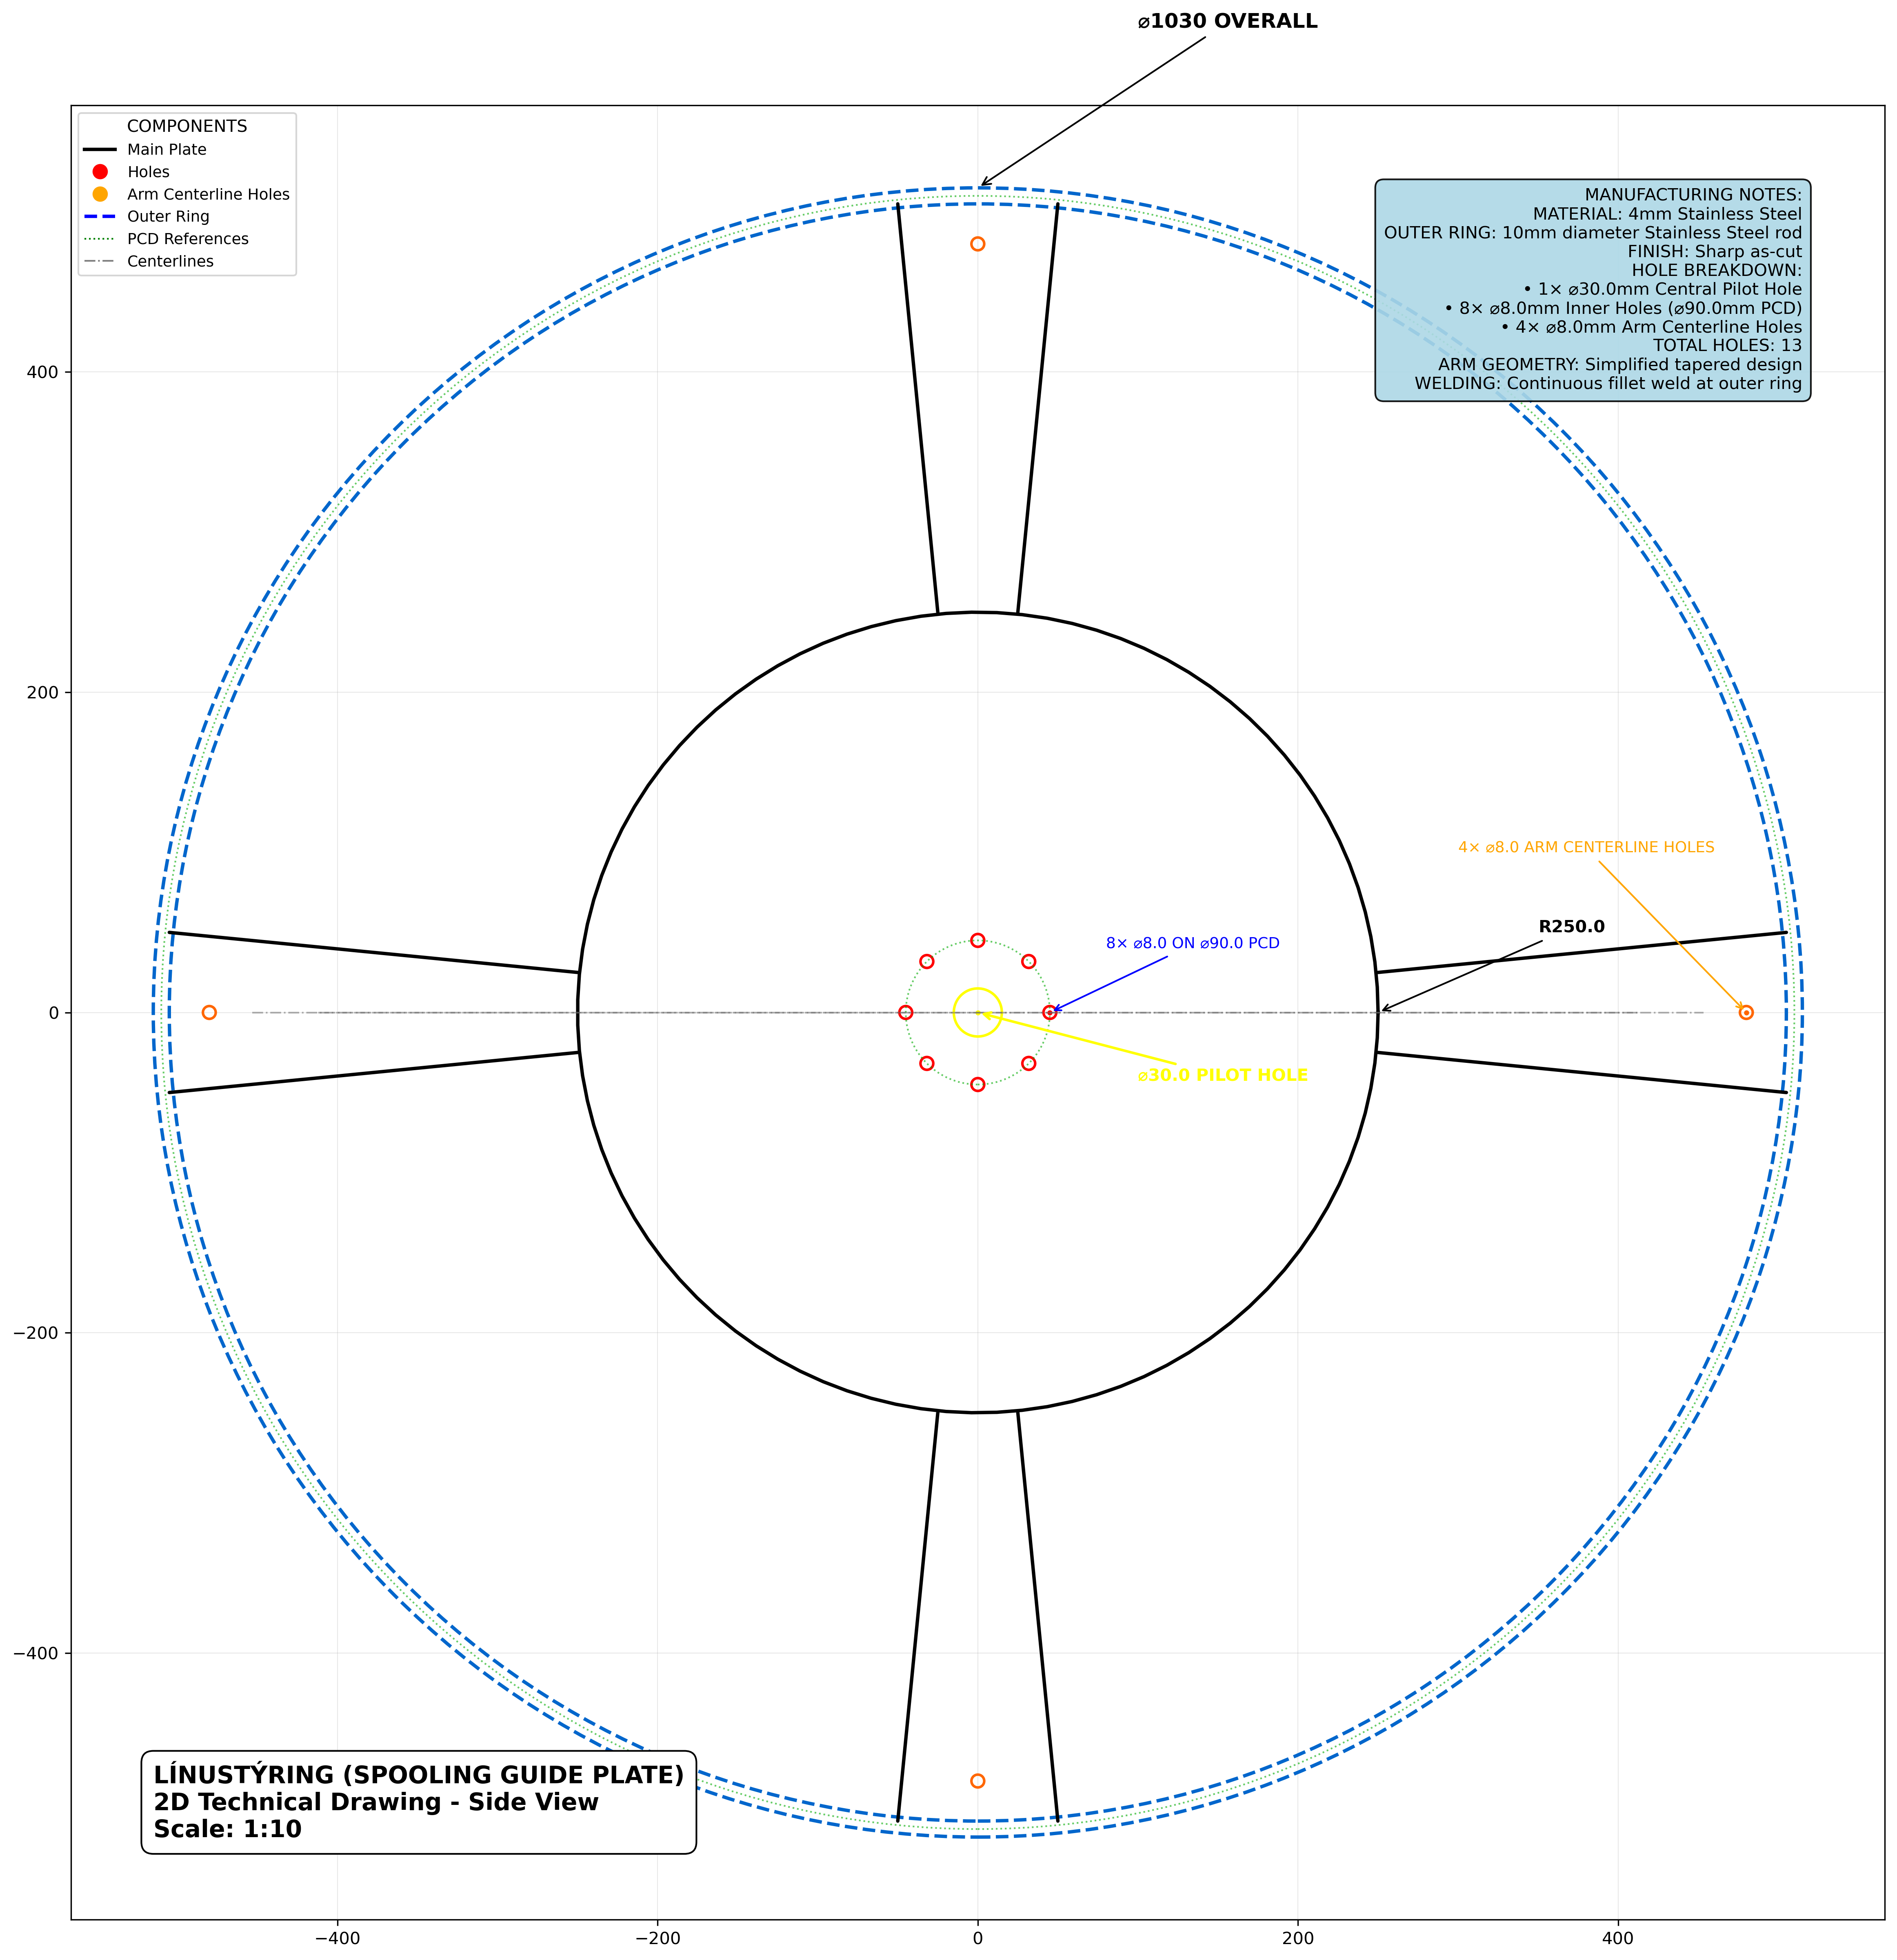 ⌀1030 OVERALL
COMPONENTS
Main Plate
Holes
Arm Centerline Holes
Outer Ring
PCD References
Centerlines
MANUFACTURING NOTES:
MATERIAL: 4mm Stainless Steel
OUTER RING: 10mm diameter Stainless Steel rod
FINISH: Sharp as-cut
HOLE BREAKDOWN:
• 1× ⌀30.0mm Central Pilot Hole
• 8× ⌀8.0mm Inner Holes (⌀90.0mm PCD)
• 4× ⌀8.0mm Arm Centerline Holes
TOTAL HOLES: 13
ARM GEOMETRY: Simplified tapered design
WELDING: Continuous fillet weld at outer ring
400
200
0
−200
−400
4× ⌀8.0 ARM CENTERLINE HOLES
R250.0
8× ⌀8.0 ON ⌀90.0 PCD
⌀30.0 PILOT HOLE
LÍNUSTÝRING (SPOOLING GUIDE PLATE)
2D Technical Drawing - Side View
Scale: 1:10
−400
−200
0
200
400